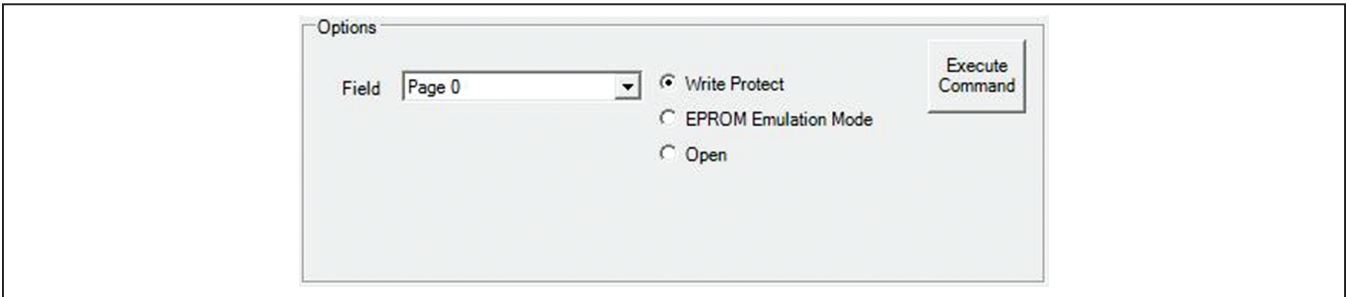 Options
Field Page 0
Write Protect
EPROM Emulation Mode
Open
Execute
Command